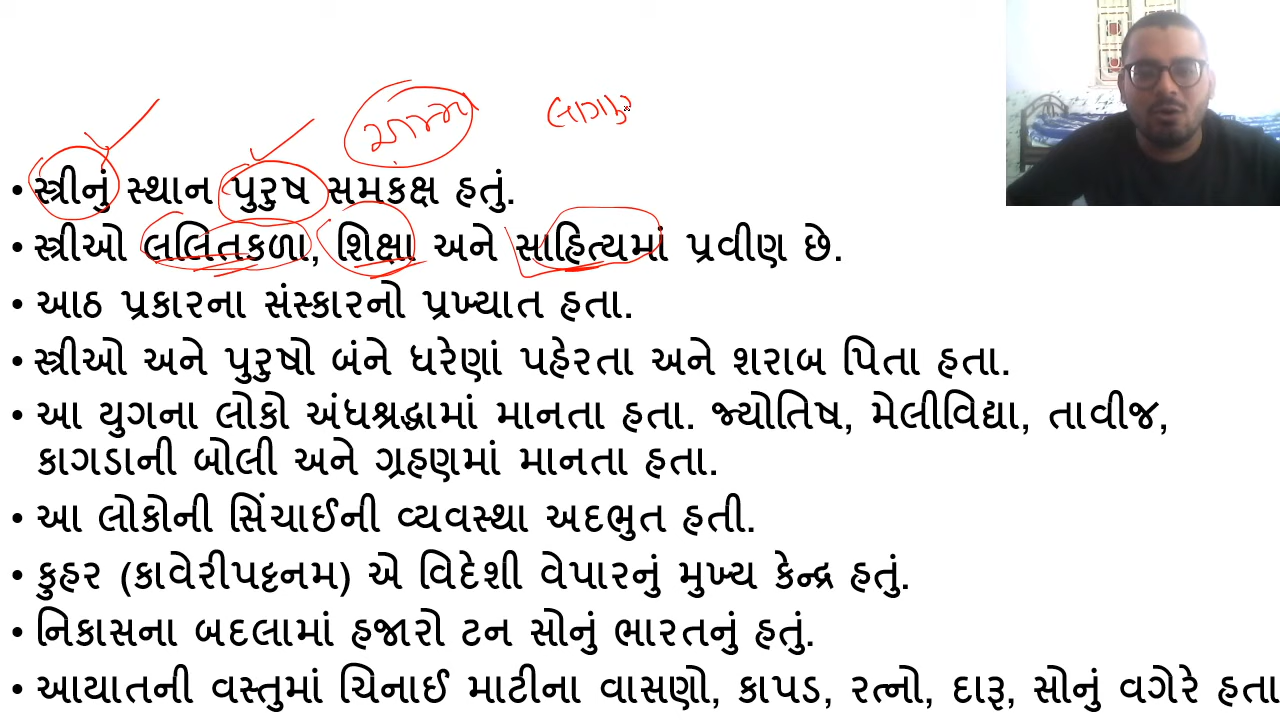 • સ્ત્રીનું સ્થાન પુરુષ સમકક્ષ હતું.
• સ્ત્રીઓ લલિતકળા, શિક્ષા અને સાહિત્યમાં પ્રવીણ છે.
• આઠ પ્રકારના સંસ્કારનો પ્રખ્યાત હતા.
• સ્ત્રીઓ અને પુરુષો બંને ઘરેણાં પહેરતા અને શરાબ પિતા હતા.
• આ યુગના લોકો અંધશ્રદ્ધામાં માનતા હતા. જ્યોતિષ, મેલીવિદ્યા, તાવીજ,
કાગડાની બોલી અને ગ્રહણમાં માનતા હતા.
• આ લોકોની સિંચાઈની વ્યવસ્થા અદભુત હતી.
• કુહર (કાવેરીપટ્ટનમ) એ વિદેશી વેપારનું મુખ્ય કેન્દ્ર હતું.
• નિકાસના બદલામાં હજારો ટન સોનું ભારતનું હતું.
• આયાતની વસ્તુમાં ચિનાઈ માટીના વાસણો, કાપડ, રત્નો, દારૂ, સોનું વગેરે હતા